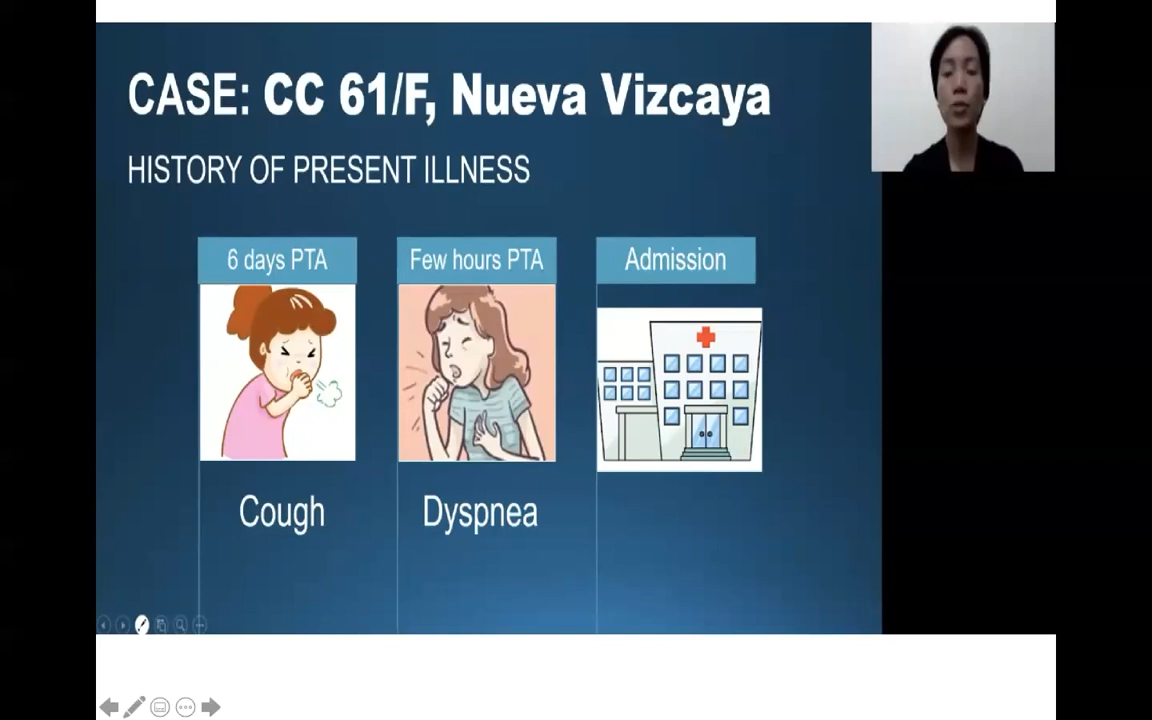 CASE: CC 61/F, Nueva Vizcaya
HISTORY OF PRESENT ILLNESS
6 days PTA
Few hours PTA
Admission
Cough
Dyspnea